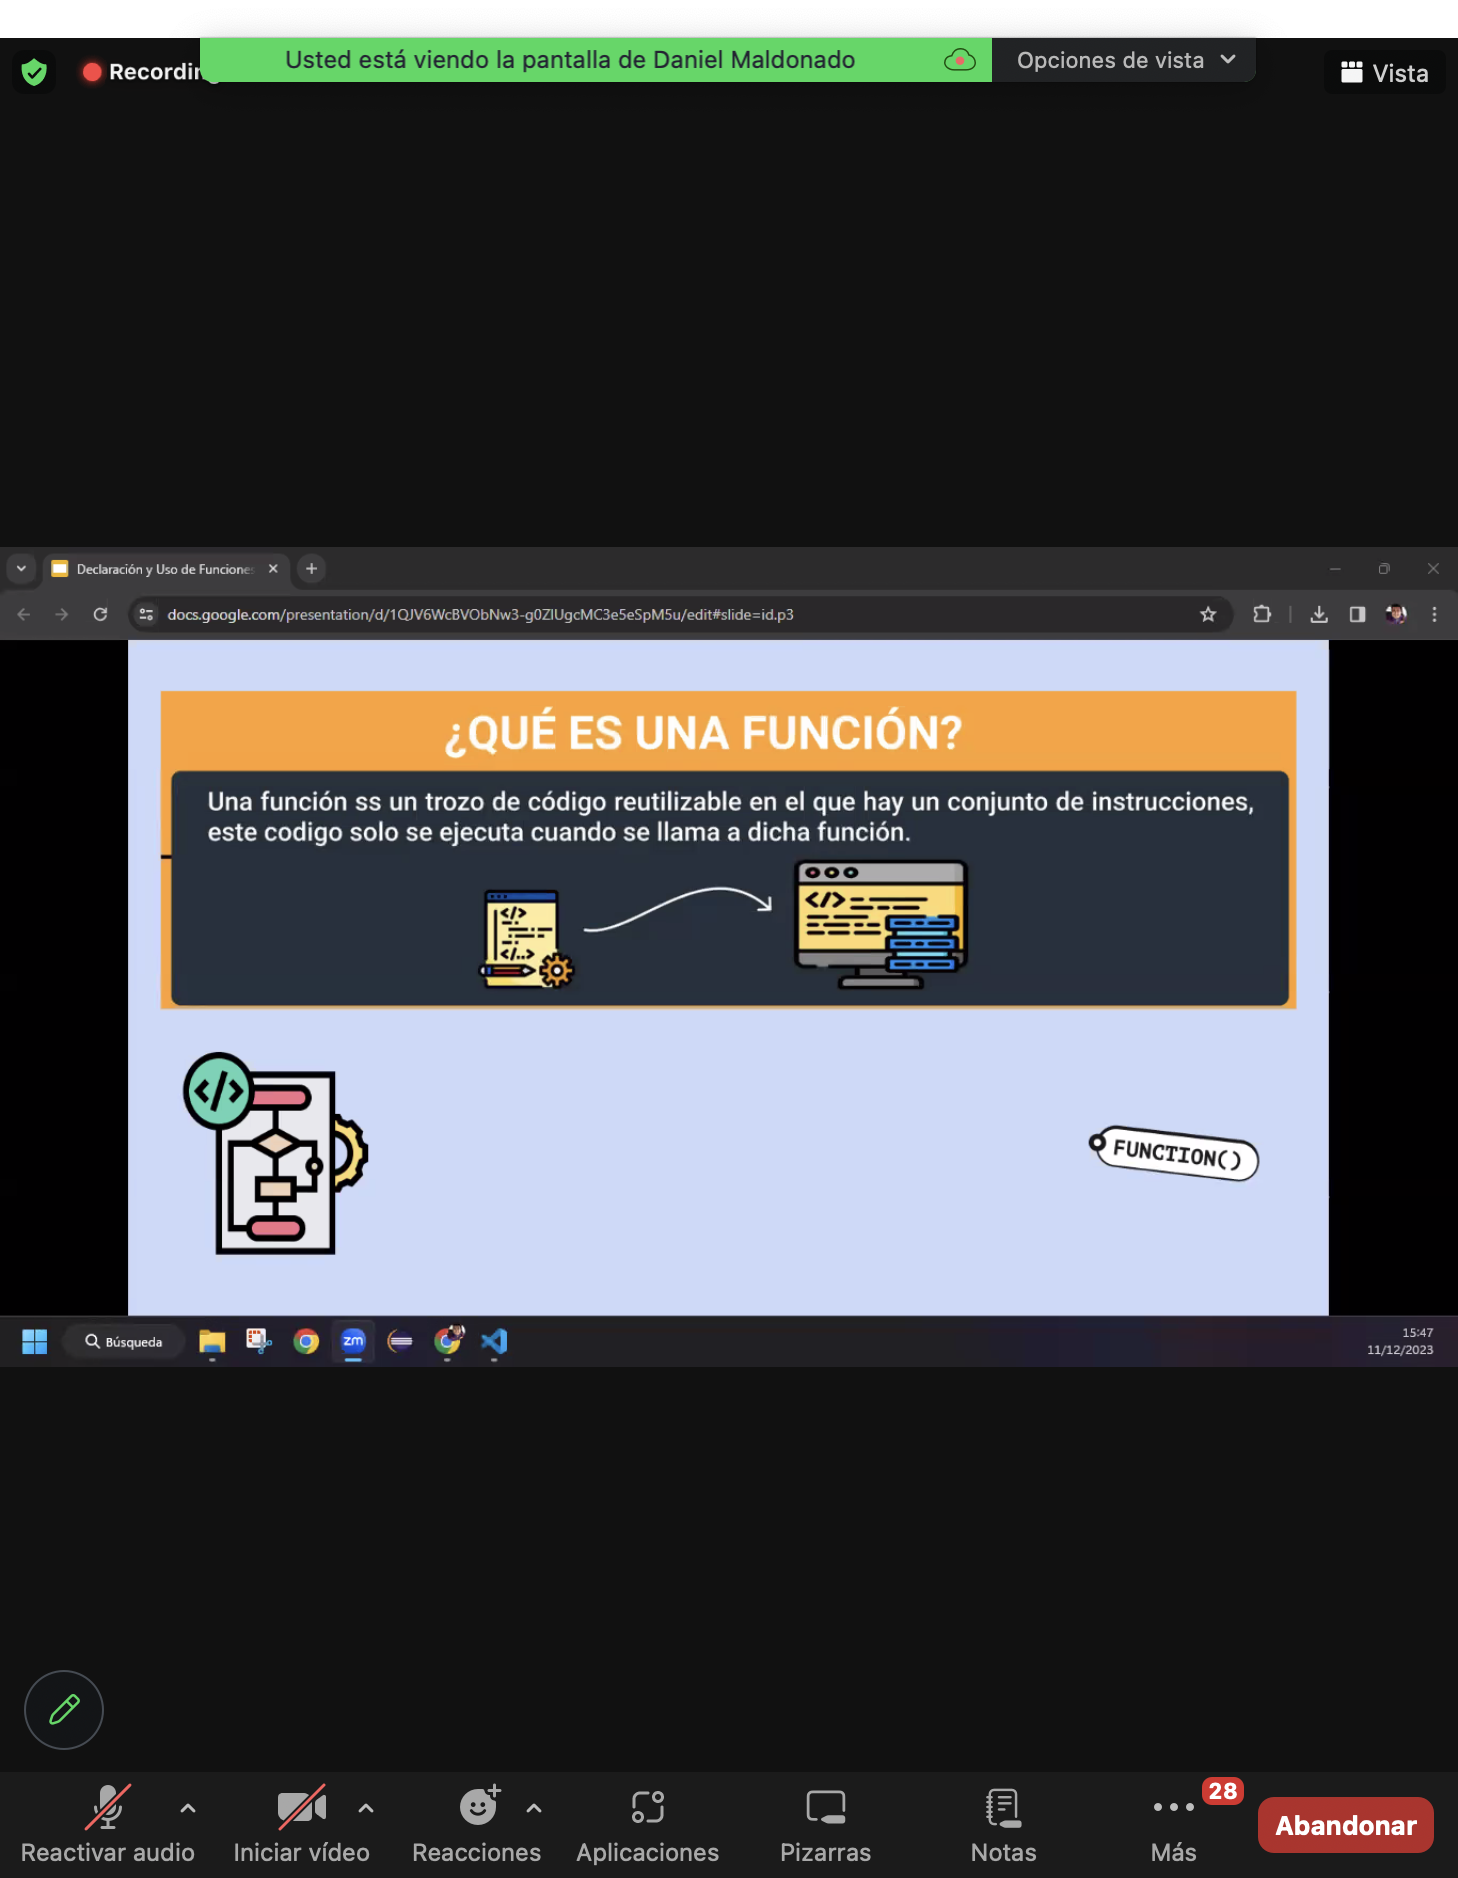 Recording
Usted está viendo la pantalla de Daniel Maldonado
Opciones de vista
Vista
Declaración y Uso de Funciones
docs.google.com/presentation/d/1QJV6WcBVObNw3-g0ZlUgcMC3e5eSpM5u/edit#slide=id.p3
¿QUÉ ES UNA FUNCIÓN?
Una función ss un trozo de código reutilizable en el que hay un conjunto de instrucciones,
este codigo solo se ejecuta cuando se llama a dicha función.
</>
</..>
</>
</>
FUNCTION()
Búsqueda
zm
15:47
11/12/2023
28
Reactivar audio
Iniciar vídeo
Reacciones
Aplicaciones
Pizarras
Notas
Más
Abandonar